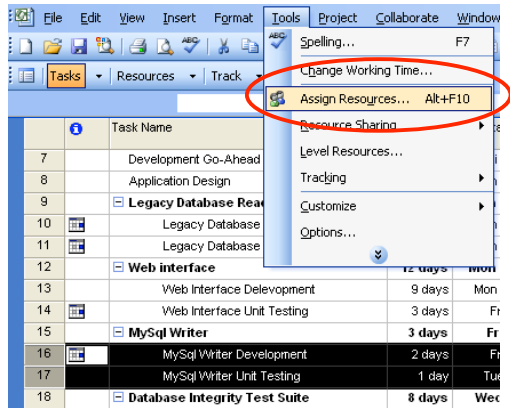 File Edit View Insert Format Tools Project Collaborate Window
Spelling... F7
Tasks Resources Track
Change Working Time...
Assign Resources... Alt+F10
Resource Sharing
Task Name
Level Resources...
7 Development Go-Ahead
8 Application Design
Tracking
9 Legacy Database
Customize
10 Legacy Database
Options...
11 Legacy Database
12 Web interface 12 days Mon
13 Web Interface Delevopment 9 days Mon
14 Web Interface Unit Testing 3 days Fr
15 MySql Writer 3 days Fr
16 MySql Writer Development 2 days Fr
17 MySql Writer Unit Testing 1 day Tue
18 Database Integrity Test Suite 8 days Wed